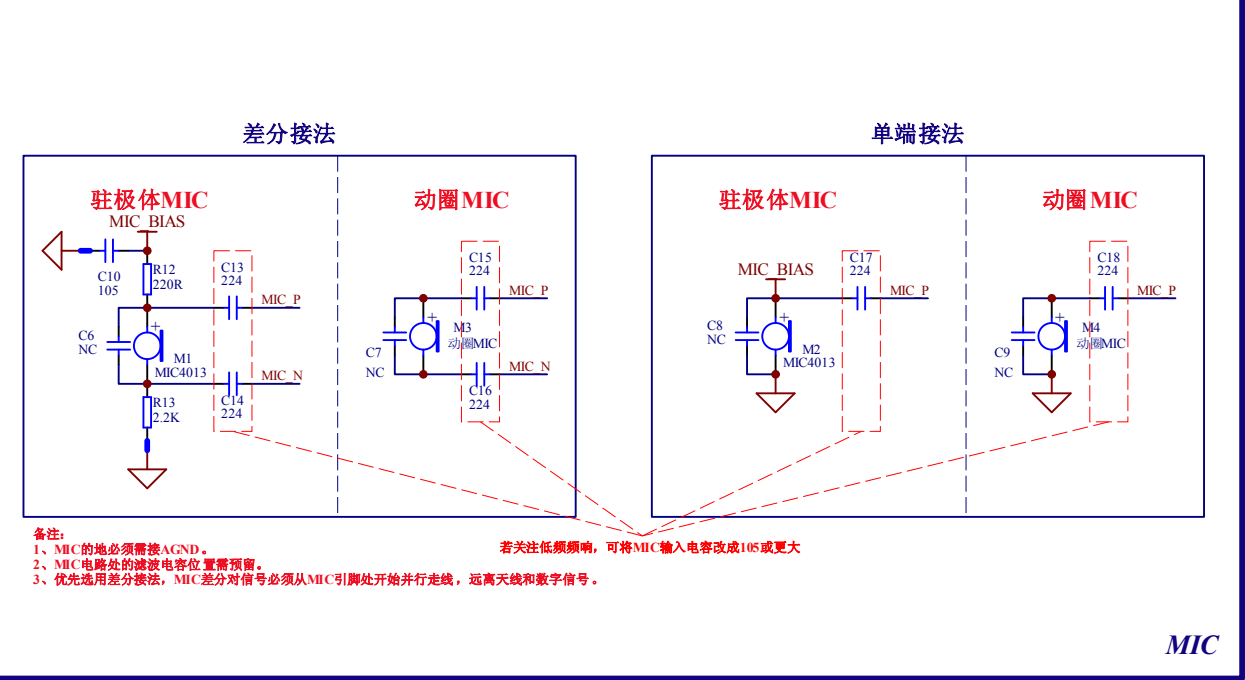 差分接法
单端接法
驻极体MIC
动圈MIC
驻极体MIC
动圈MIC
MIC_BIAS
C10
105
R12
220R
C13
224
MIC_P
C6
NC
M1
MIC4013
MIC_N
C14
224
R13
2.2K
C15
224
MIC_P
M3
动圈MIC
C7
NC
MIC_N
C16
224
MIC_BIAS
C17
224
MIC_P
C8
NC
M2
MIC4013
C18
224
MIC_P
M4
动圈MIC
C9
NC
备注：
1、MIC的地必须需接AGND。
2、MIC电路处的滤波电容位置需预留。
3、优先选用差分接法，MIC差分对信号必须从MIC引脚处开始并行走线，远离天线和数字信号。
若关注低频频响，可将MIC输入电容改成105或更大
MIC